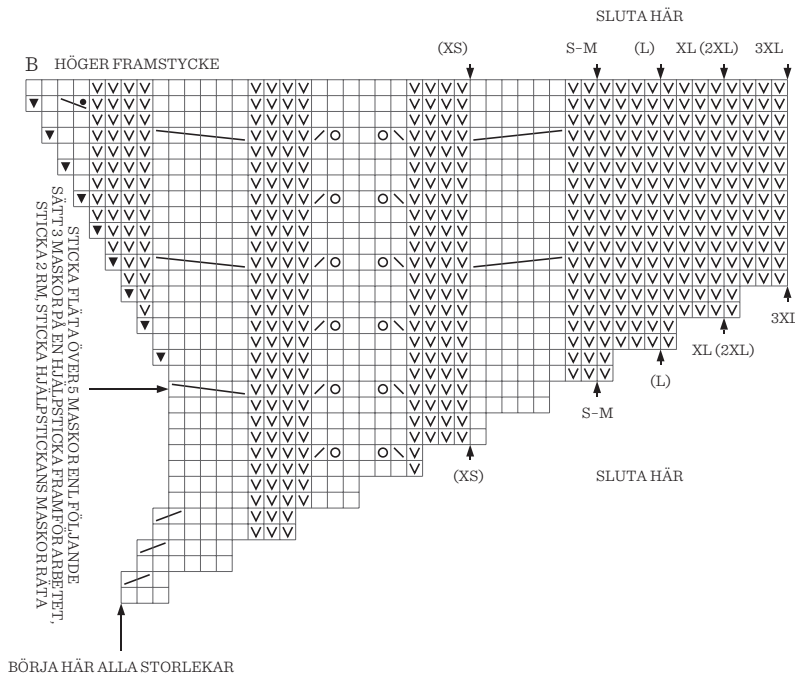 SLUTA HÄR
(XS) S–M (L) XL (2XL) 3XL
B HÖGER FRAMSTYCKE
STICKA FLÄTA ÖVER 5 MASKOR ENL FÖLJANDE
SÄTT 3 MASKOR PÅ EN HJÄLPSTICKA FRAMFÖR ARBETET,
STICKA 2 RM, STICKA HJÄLPSTICKANS MASKOR RÄTA
3XL
XL (2XL)
(L)
S–M
(XS)
SLUTA HÄR
BÖRJA HÄR ALLA STORLEKAR